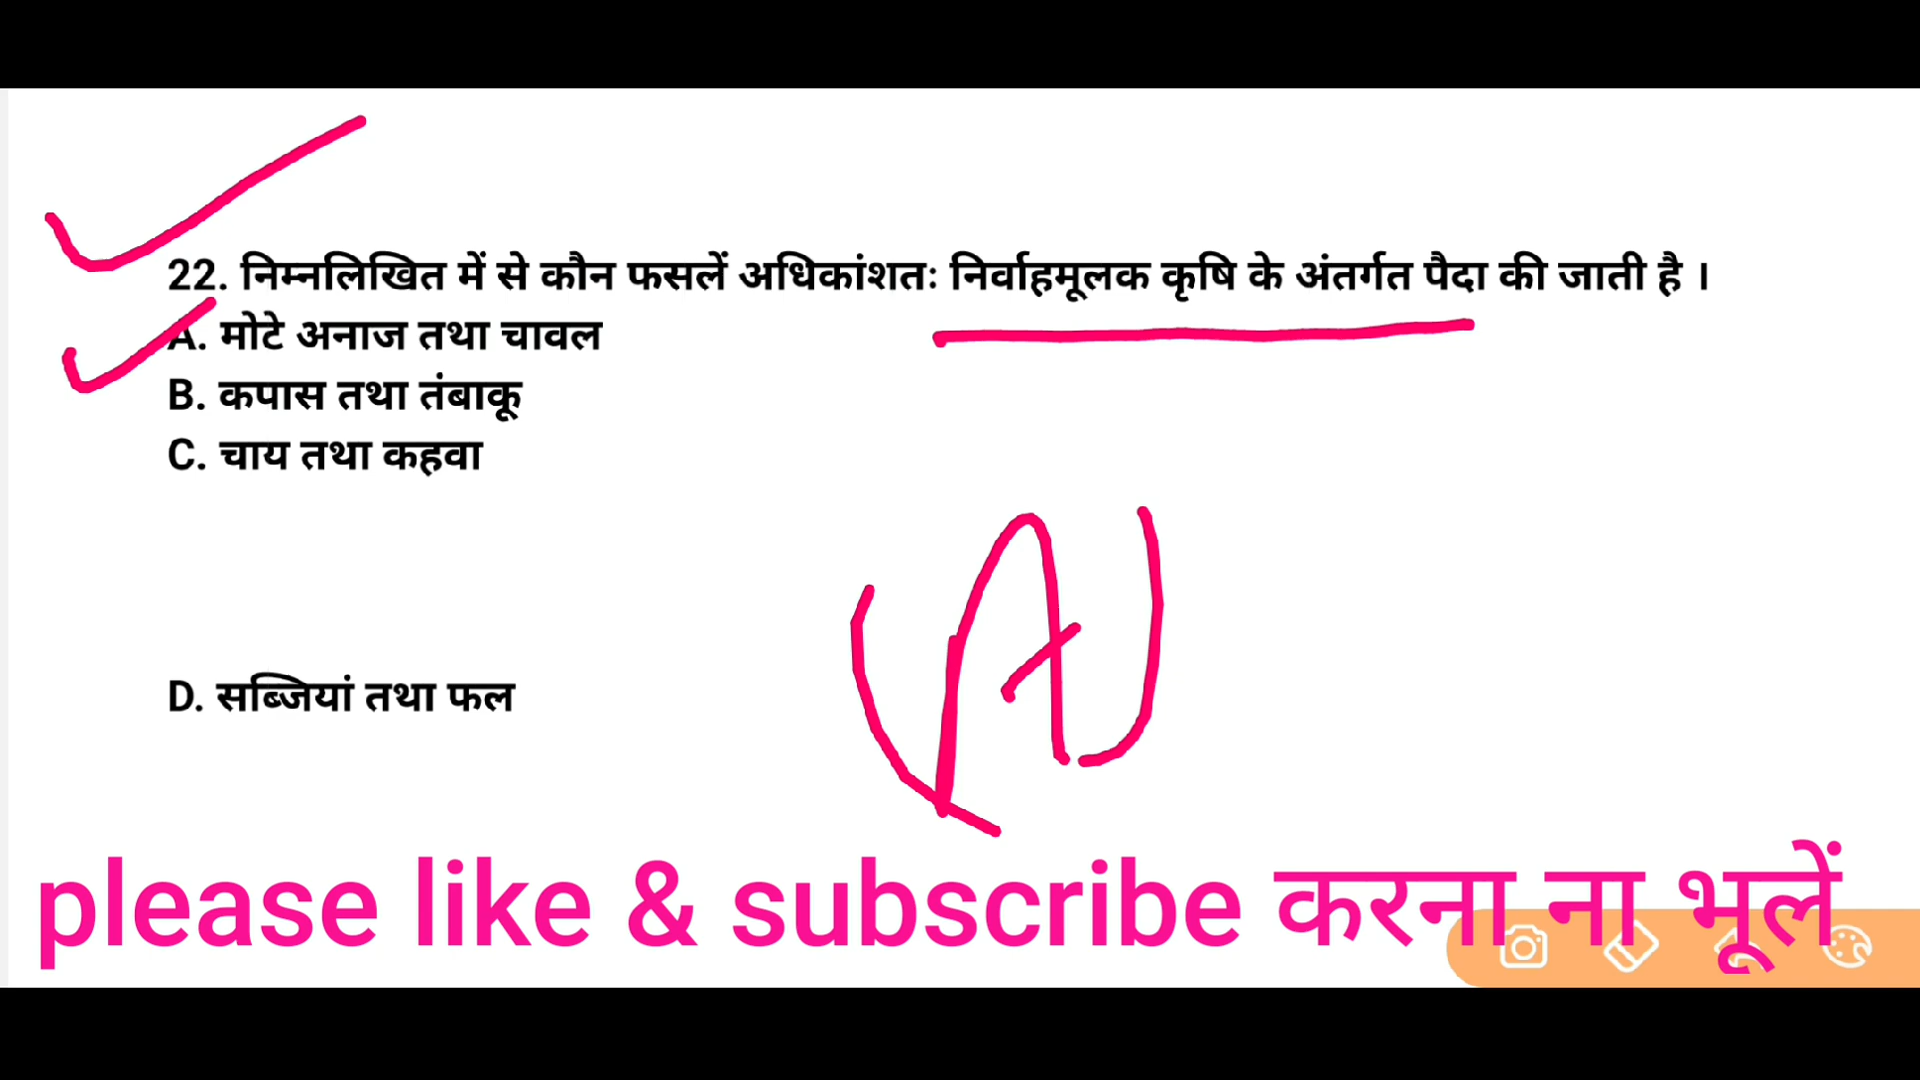 22. निम्नलिखित में से कौन फसलें अधिकांशतः निर्वाहमूलक कृषि के अंतर्गत पैदा की जाती है ।
A. मोटे अनाज तथा चावल
B. कपास तथा तंबाकू
C. चाय तथा कहवा
A
D. सब्जियां तथा फल
please like & subscribe करना ना भूलें